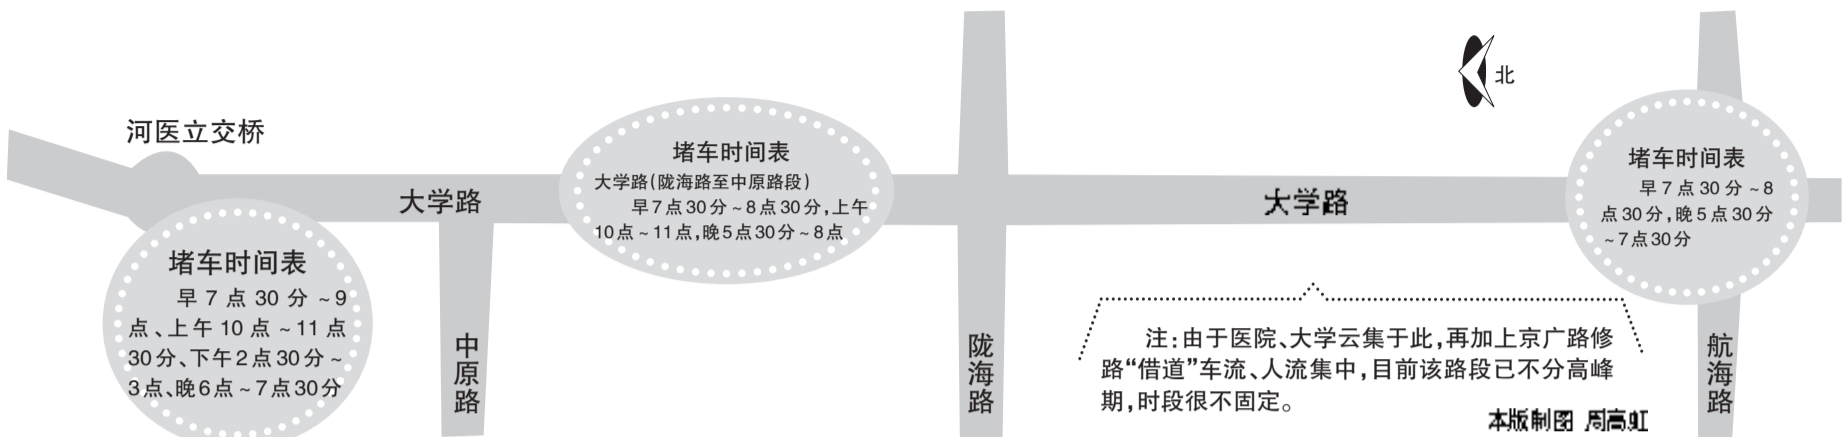 河医立交桥
堵车时间表
早7点30分~9
点、上午10点~11点
30分、下午2点30分~
3点、晚6点~7点30分
大学路
中原路
堵车时间表
大学路(陇海路至中原路段)
早7点30分~8点30分,上午
10点~11点,晚5点30分~8点
陇海路
大学路
北
注:由于医院、大学云集于此,再加上京广路修
路“借道”车流、人流集中,目前该路段已不分高峰
期,时段很不固定。
堵车时间表
早7点30分~8
点30分,晚5点30分
~7点30分
航海路
本版制图 周高虹